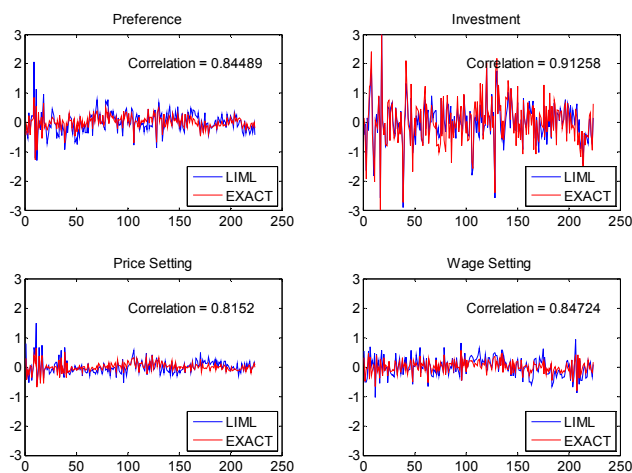 Preference
3
2
1
0
-1
-2
-3
0 50 100 150 200 250
Correlation = 0.84489
LIML
EXACT
Investment
3
2
1
0
-1
-2
-3
0 50 100 150 200 250
Correlation = 0.91258
LIML
EXACT
Price Setting
3
2
1
0
-1
-2
-3
0 50 100 150 200 250
Correlation = 0.8152
LIML
EXACT
Wage Setting
3
2
1
0
-1
-2
-3
0 50 100 150 200 250
Correlation = 0.84724
LIML
EXACT